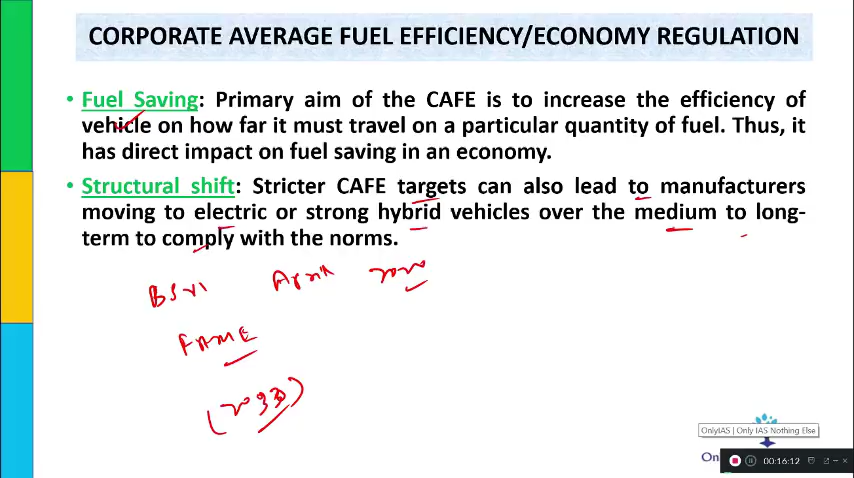 CORPORATE AVERAGE FUEL EFFICIENCY/ECONOMY REGULATION
• Fuel Saving: Primary aim of the CAFE is to increase the efficiency of
vehicle on how far it must travel on a particular quantity of fuel. Thus, it
has direct impact on fuel saving in an economy.
• Structural shift: Stricter CAFE targets can also lead to manufacturers
moving to electric or strong hybrid vehicles over the medium to long-
term to comply with the norms.
BSVI April 2020
FAME
OnlyIAS | Only IAS Nothing Else
On
00:16:12